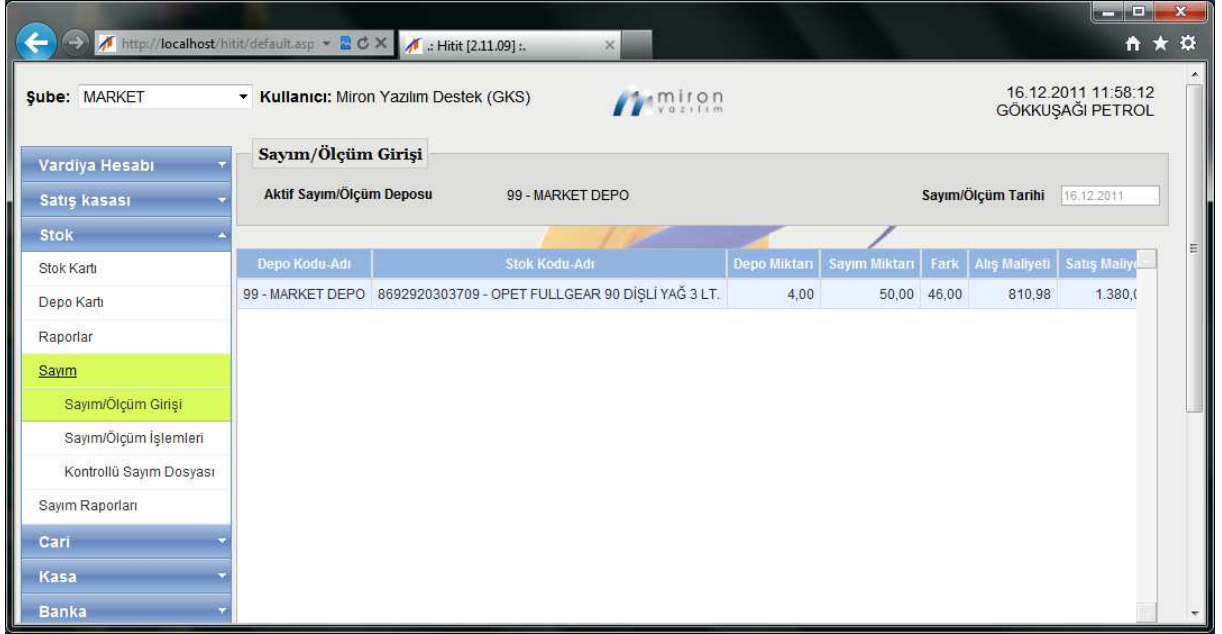 http://localhost/hitit/default.asp
.: Hitit [2.11.09] :.
Şube: MARKET Kullanıcı: Miron Yazılım Destek (GKS) miron yazılım 16.12.2011 11:58:12
GÖKKUŞAĞI PETROL
Vardiya Hesabı
Satış kasası
Stok
Stok Kartı
Depo Kartı
Raporlar
Sayım
Sayım/Ölçüm Girişi
Sayım/Ölçüm İşlemleri
Kontrollü Sayım Dosyası
Sayım Raporları
Cari
Kasa
Banka
Sayım/Ölçüm Girişi
Aktif Sayım/Ölçüm Deposu 99 - MARKET DEPO Sayım/Ölçüm Tarihi 16.12.2011
Depo Kodu-Adı Stok Kodu-Adı Depo Miktarı Sayım Miktarı Fark Alış Maliyeti Satış Maliy
99 - MARKET DEPO 8692920303709 - OPET FULLGEAR 90 DİŞLİ YAĞ 3 LT. 4,00 50,00 46,00 810,98 1.380,